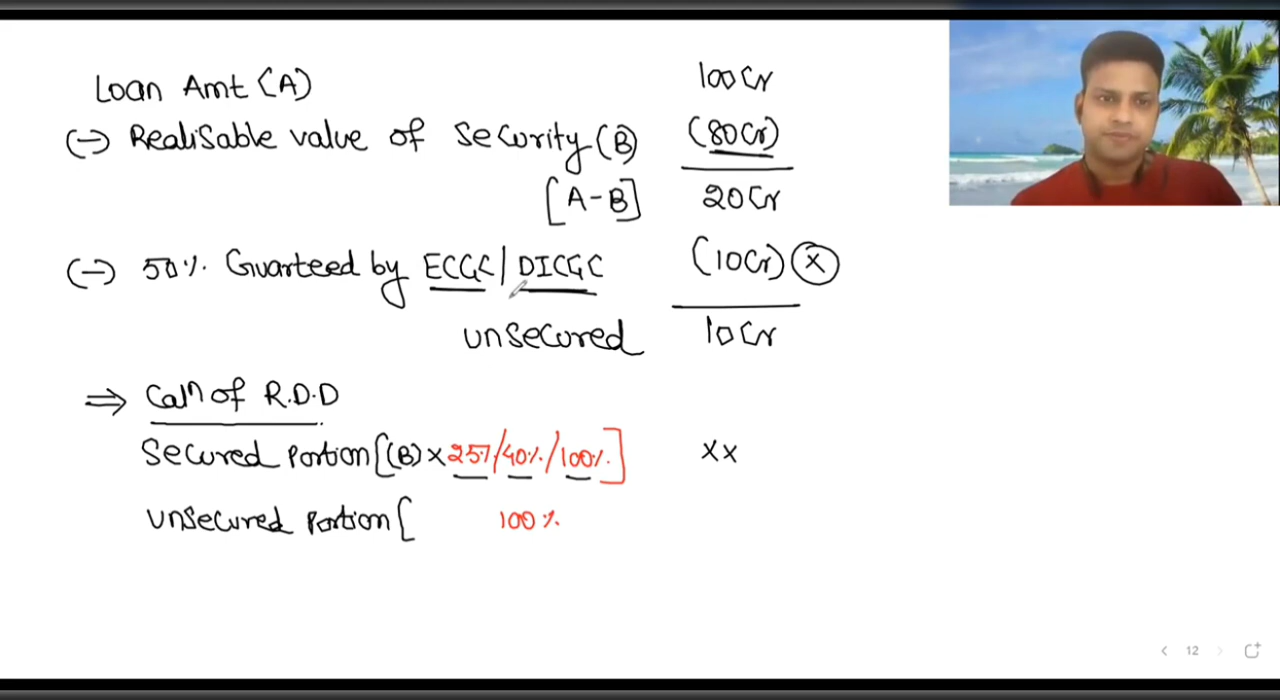 Loan Amt (A) 100Cr
(-) Realisable value of Security (B) (80Cr)
[A-B] 20Cr
(-) 50% Guarteed by ECGC/DICGC (10Cr) (x)
unsecured 10Cr
⇒ Caln of R.D.D
Secured Portion [(B) × 25%/40%/100%] xx
unsecured Portion [ 100%
< 12 >